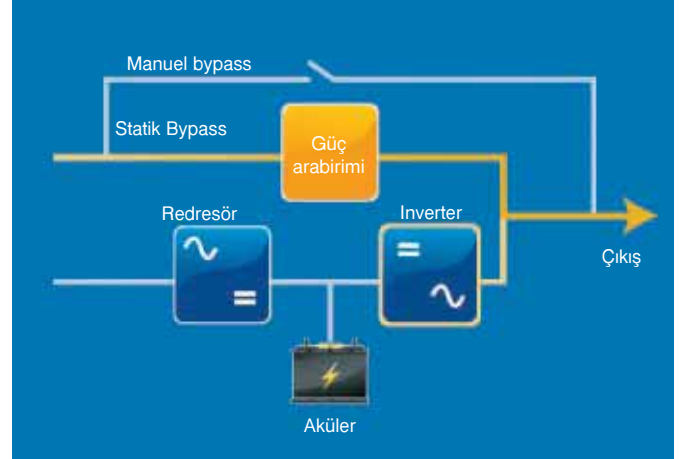 Manuel bypass
Statik Bypass
Güç
arabirimi
Redresör
Inverter
Çıkış
Aküler